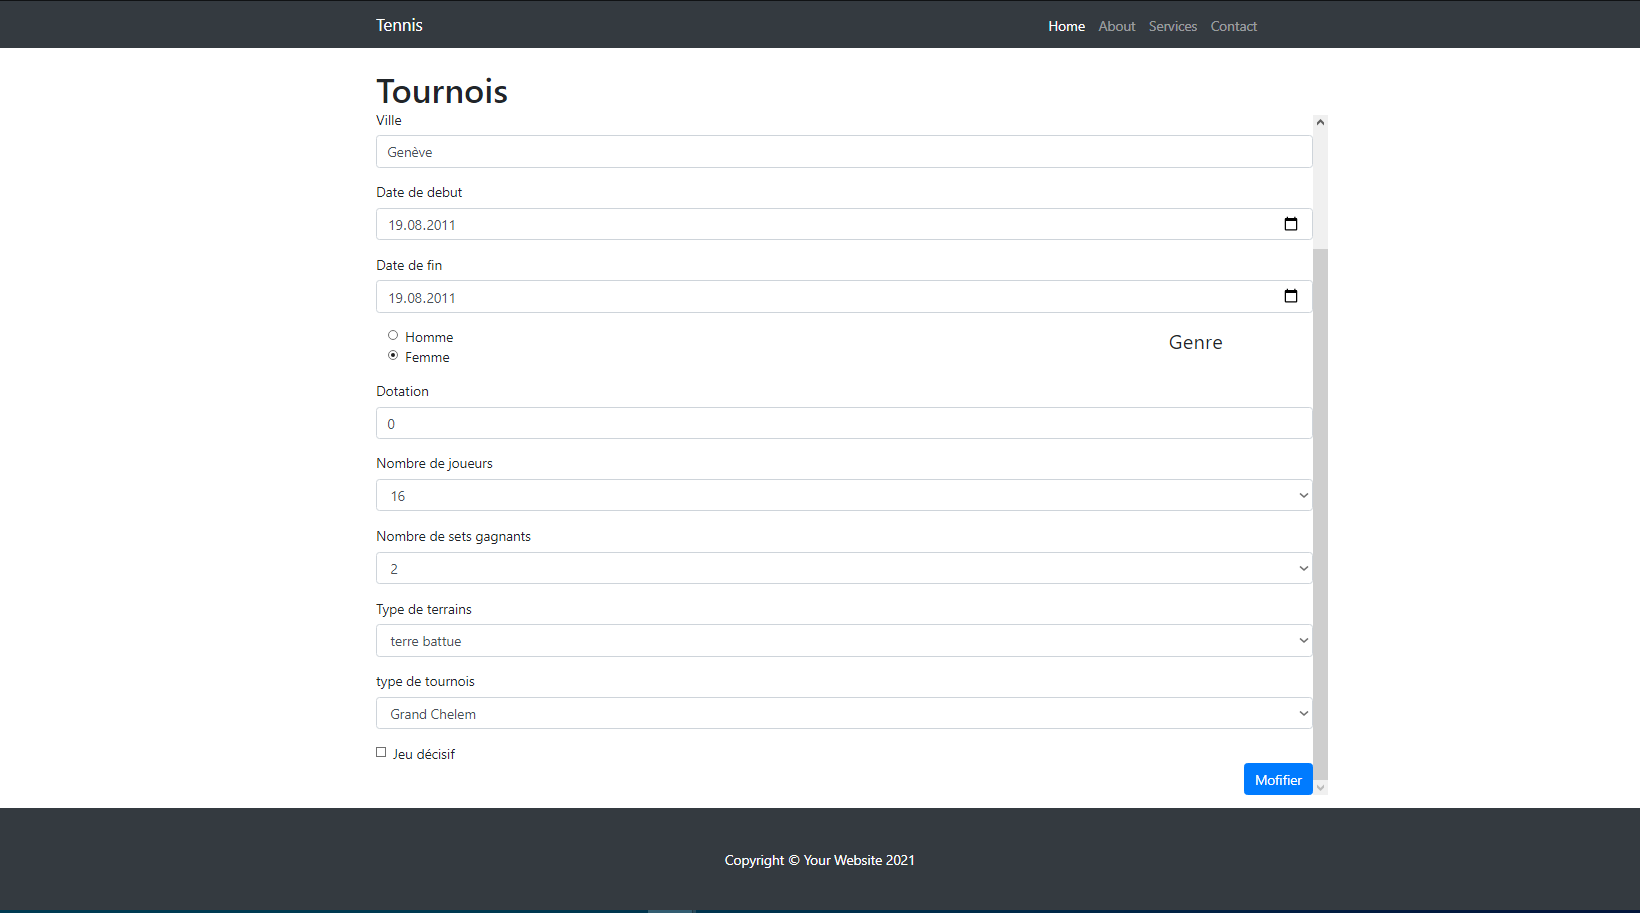 Tennis
Home About Services Contact
Tournois
Ville
Genève
Date de debut
19.08.2011
Date de fin
19.08.2011
Homme
Genre
Femme
Dotation
0
Nombre de joueurs
16
Nombre de sets gagnants
2
Type de terrains
terre battue
type de tournois
Grand Chelem
Jeu décisif
Mofifier
Copyright © Your Website 2021